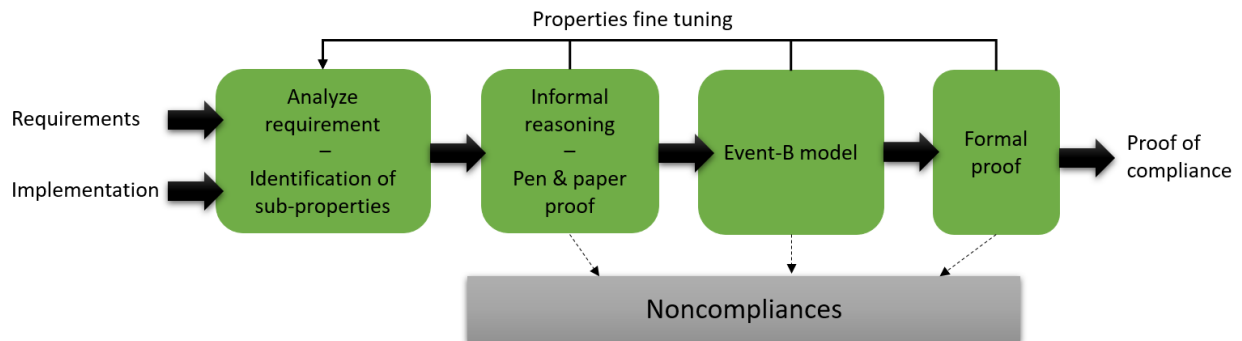 Properties fine tuning
Requirements
Implementation
Analyze
requirement
–
Identification of
sub-properties
Informal
reasoning
–
Pen & paper
proof
Event-B model
Formal
proof
Proof of
compliance
Noncompliances